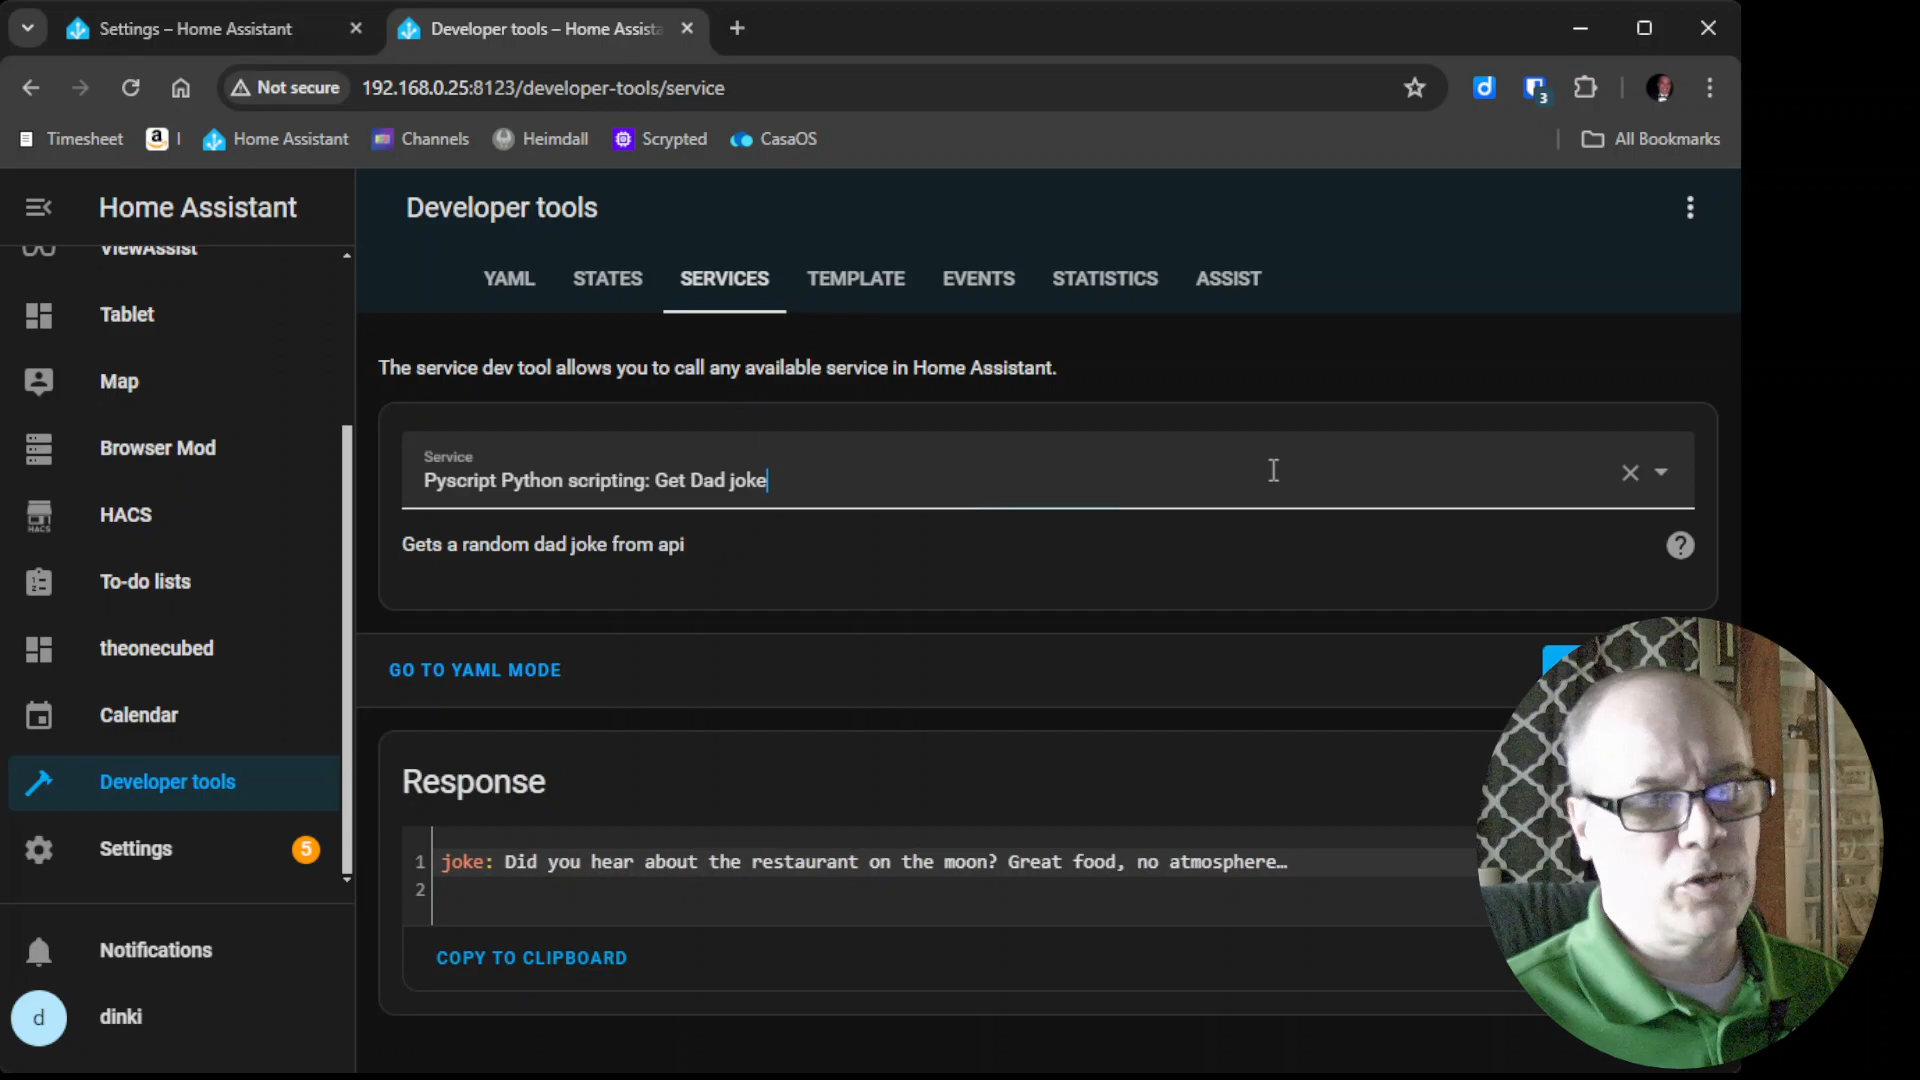 Settings – Home Assistant
Developer tools – Home Assista
Not secure
192.168.0.25:8123/developer-tools/service
3
Timesheet
I
Home Assistant
Channels
Heimdall
Scrypted
CasaOS
All Bookmarks
Home Assistant
Developer tools
ViewAssist
YAML
STATES
SERVICES
TEMPLATE
EVENTS
STATISTICS
ASSIST
Tablet
Map
Browser Mod
HACS
HACS
To-do lists
theonecubed
Calendar
Developer tools
Settings
5
Notifications
d
dinki
The service dev tool allows you to call any available service in Home Assistant.
Service
Pyscript Python scripting: Get Dad joke
Gets a random dad joke from api
GO TO YAML MODE
Response
1 joke: Did you hear about the restaurant on the moon? Great food, no atmosphere…
2
COPY TO CLIPBOARD